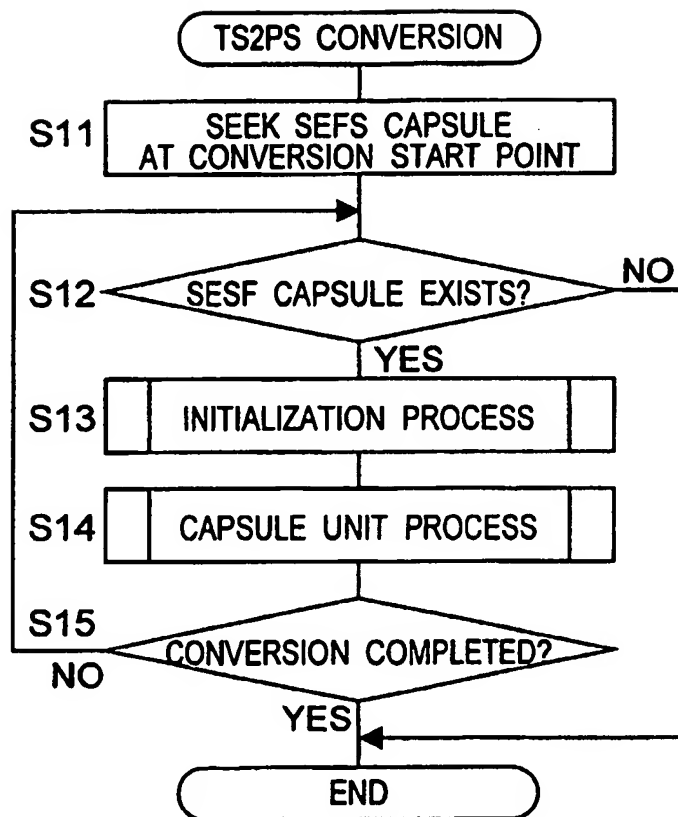 TS2PS CONVERSION
S11
SEEK SEFS CAPSULE
AT CONVERSION START POINT
S12
SESF CAPSULE EXISTS?
NO
YES
S13
INITIALIZATION PROCESS
S14
CAPSULE UNIT PROCESS
S15
CONVERSION COMPLETED?
NO
YES
END